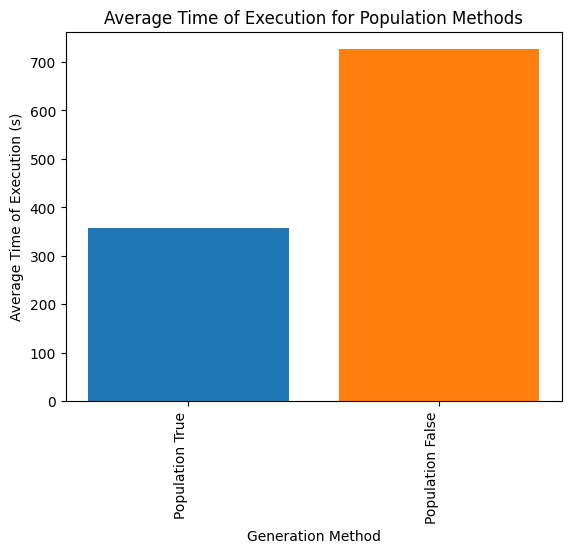 Average Time of Execution for Population Methods
Average Time of Execution (s)
700
600
500
400
300
200
100
0
Population True
Population False
Generation Method